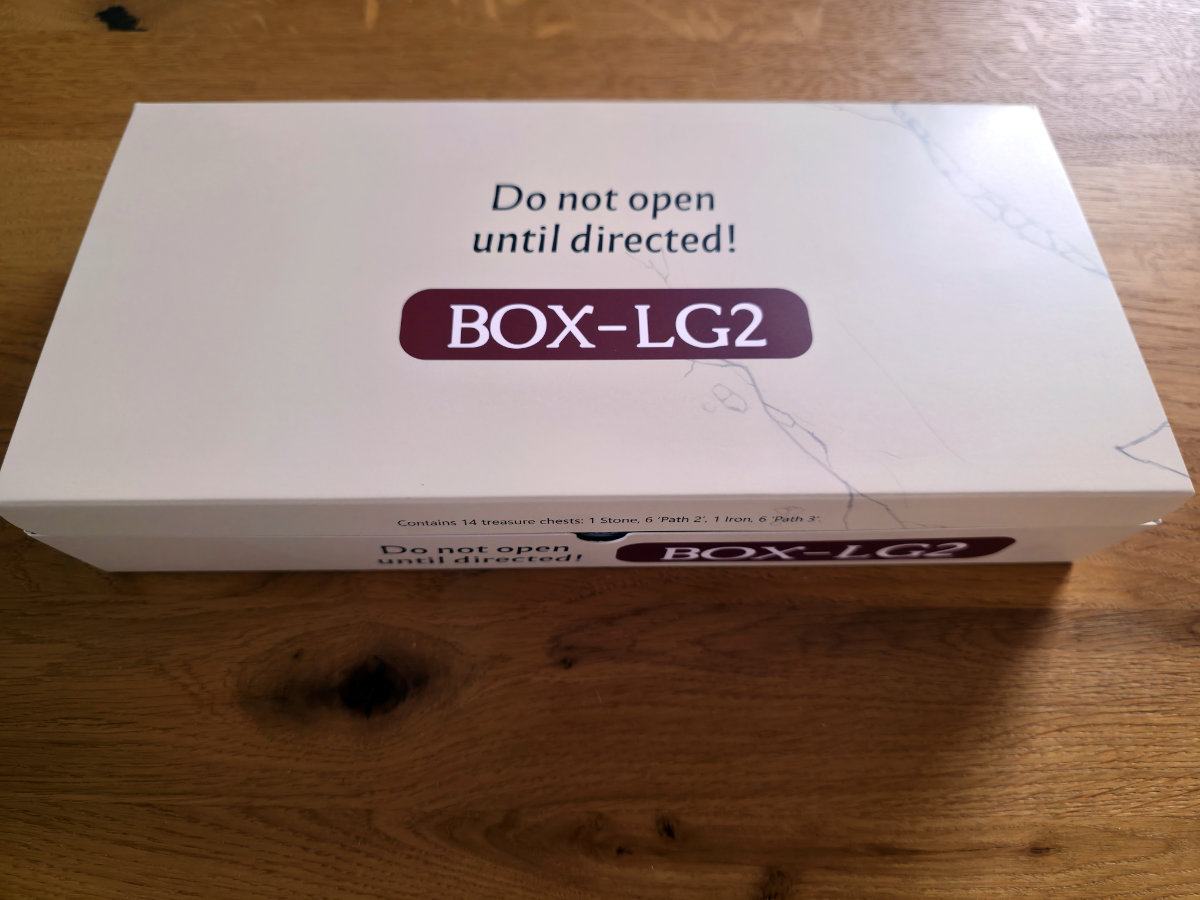 Do not open
until directed!
BOX-LG2
Contains 14 treasure chests: 1 Stone, 6 'Path 2', 1 Iron, 6 'Path 3'.
Do not open
until directed!
BOX-LG2